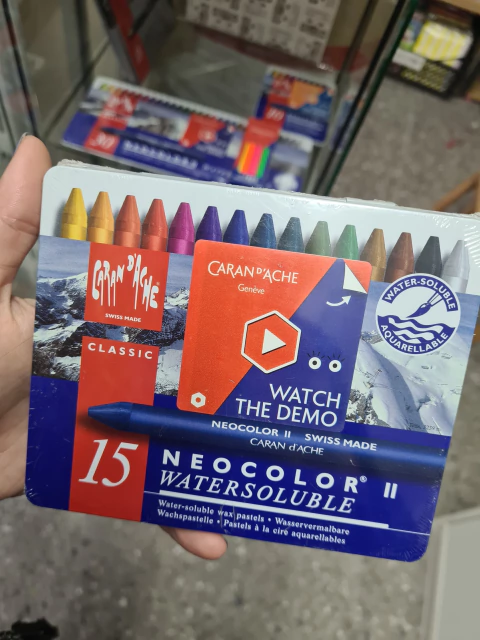 30
CARAN D'ACHE
SWISS MADE
CLASSIC
15
CARAN D'ACHE
Genève
WATCH
THE DEMO
WATER-SOLUBLE
AQUARELLABLE
NEOCOLOR II SWISS MADE
CARAN d'ACHE
NEOCOLOR® II
WATERSOLUBLE
Water-soluble wax pastels • Wasservermalbare
Wachspastelle • Pastels à la cire aquarellables